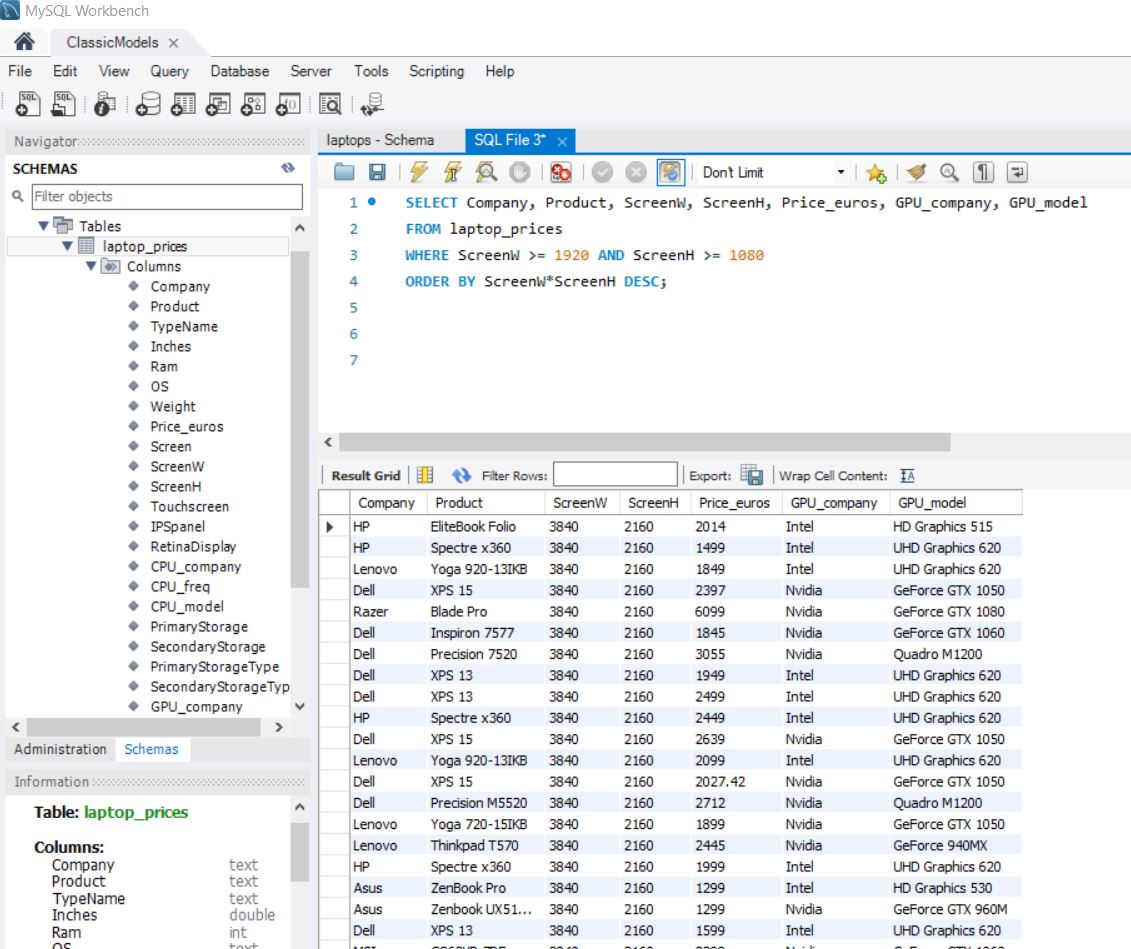 MySQL Workbench
ClassicModels
File Edit View Query Database Server Tools Scripting Help
Navigator
SCHEMAS
Filter objects
Tables
laptop_prices
Columns
Company
Product
TypeName
Inches
Ram
OS
Weight
Price_euros
Screen
ScreenW
ScreenH
Touchscreen
IPSpanel
RetinaDisplay
CPU_company
CPU_freq
CPU_model
PrimaryStorage
SecondaryStorage
PrimaryStorageType
SecondaryStorageTyp
GPU_company
Administration Schemas
Information
Table: laptop_prices
Columns:
Company text
Product text
TypeName text
Inches double
Ram int
OS text
laptops - Schema SQL File 3*
Don't Limit
1 SELECT Company, Product, ScreenW, ScreenH, Price_euros, GPU_company, GPU_model
2 FROM laptop_prices
3 WHERE ScreenW >= 1920 AND ScreenH >= 1080
4 ORDER BY ScreenW*ScreenH DESC;
5
6
7
Result Grid Filter Rows: Export: Wrap Cell Content:
Company Product ScreenW ScreenH Price_euros GPU_company GPU_model
HP EliteBook Folio 3840 2160 2014 Intel HD Graphics 515
HP Spectre x360 3840 2160 1499 Intel UHD Graphics 620
Lenovo Yoga 920-13IKB 3840 2160 1849 Intel UHD Graphics 620
Dell XPS 15 3840 2160 2397 Nvidia GeForce GTX 1050
Razer Blade Pro 3840 2160 6099 Nvidia GeForce GTX 1080
Dell Inspiron 7577 3840 2160 1845 Nvidia GeForce GTX 1060
Dell Precision 7520 3840 2160 3055 Nvidia Quadro M1200
Dell XPS 13 3840 2160 1949 Intel UHD Graphics 620
Dell XPS 13 3840 2160 2499 Intel UHD Graphics 620
HP Spectre x360 3840 2160 2449 Intel UHD Graphics 620
Dell XPS 15 3840 2160 2639 Nvidia GeForce GTX 1050
Lenovo Yoga 920-13IKB 3840 2160 2099 Intel UHD Graphics 620
Dell XPS 15 3840 2160 2027.42 Nvidia GeForce GTX 1050
Dell Precision M5520 3840 2160 2712 Nvidia Quadro M1200
Lenovo Yoga 720-15IKB 3840 2160 1899 Nvidia GeForce GTX 1050
Lenovo Thinkpad T570 3840 2160 2445 Nvidia GeForce 940MX
HP Spectre x360 3840 2160 1999 Intel UHD Graphics 620
Asus ZenBook Pro 3840 2160 1299 Intel HD Graphics 530
Asus Zenbook UX51... 3840 2160 1299 Nvidia GeForce GTX 960M
Dell XPS 13 3840 2160 1599 Intel UHD Graphics 620